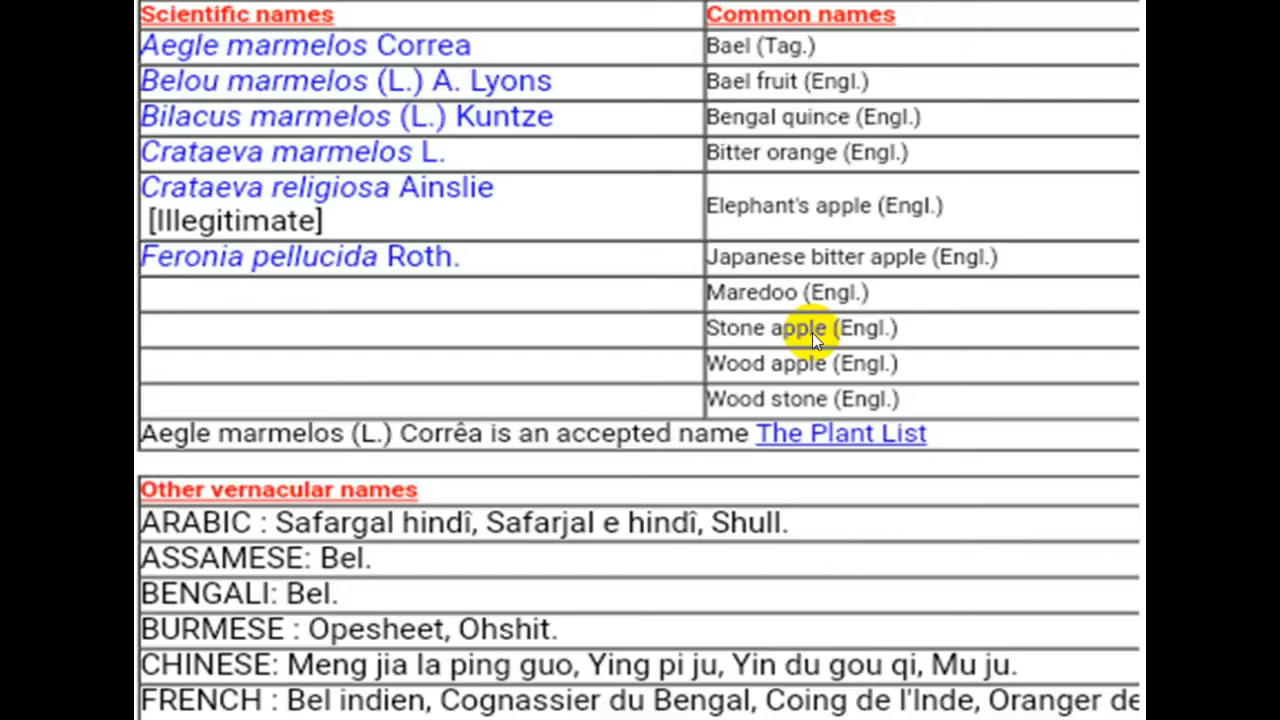 Scientific names Common names
Aegle marmelos Correa Bael (Tag.)
Belou marmelos (L.) A. Lyons Bael fruit (Engl.)
Bilacus marmelos (L.) Kuntze Bengal quince (Engl.)
Crataeva marmelos L. Bitter orange (Engl.)
Crataeva religiosa Ainslie
[Illegitimate] Elephant's apple (Engl.)
Feronia pellucida Roth. Japanese bitter apple (Engl.)
Maredoo (Engl.)
Stone apple (Engl.)
Wood apple (Engl.)
Wood stone (Engl.)
Aegle marmelos (L.) Corrêa is an accepted name The Plant List
Other vernacular names
ARABIC : Safargal hindî, Safarjal e hindî, Shull.
ASSAMESE: Bel.
BENGALI: Bel.
BURMESE : Opesheet, Ohshit.
CHINESE: Meng jia la ping guo, Ying pi ju, Yin du gou qi, Mu ju.
FRENCH : Bel indien, Cognassier du Bengal, Coing de l'Inde, Oranger de